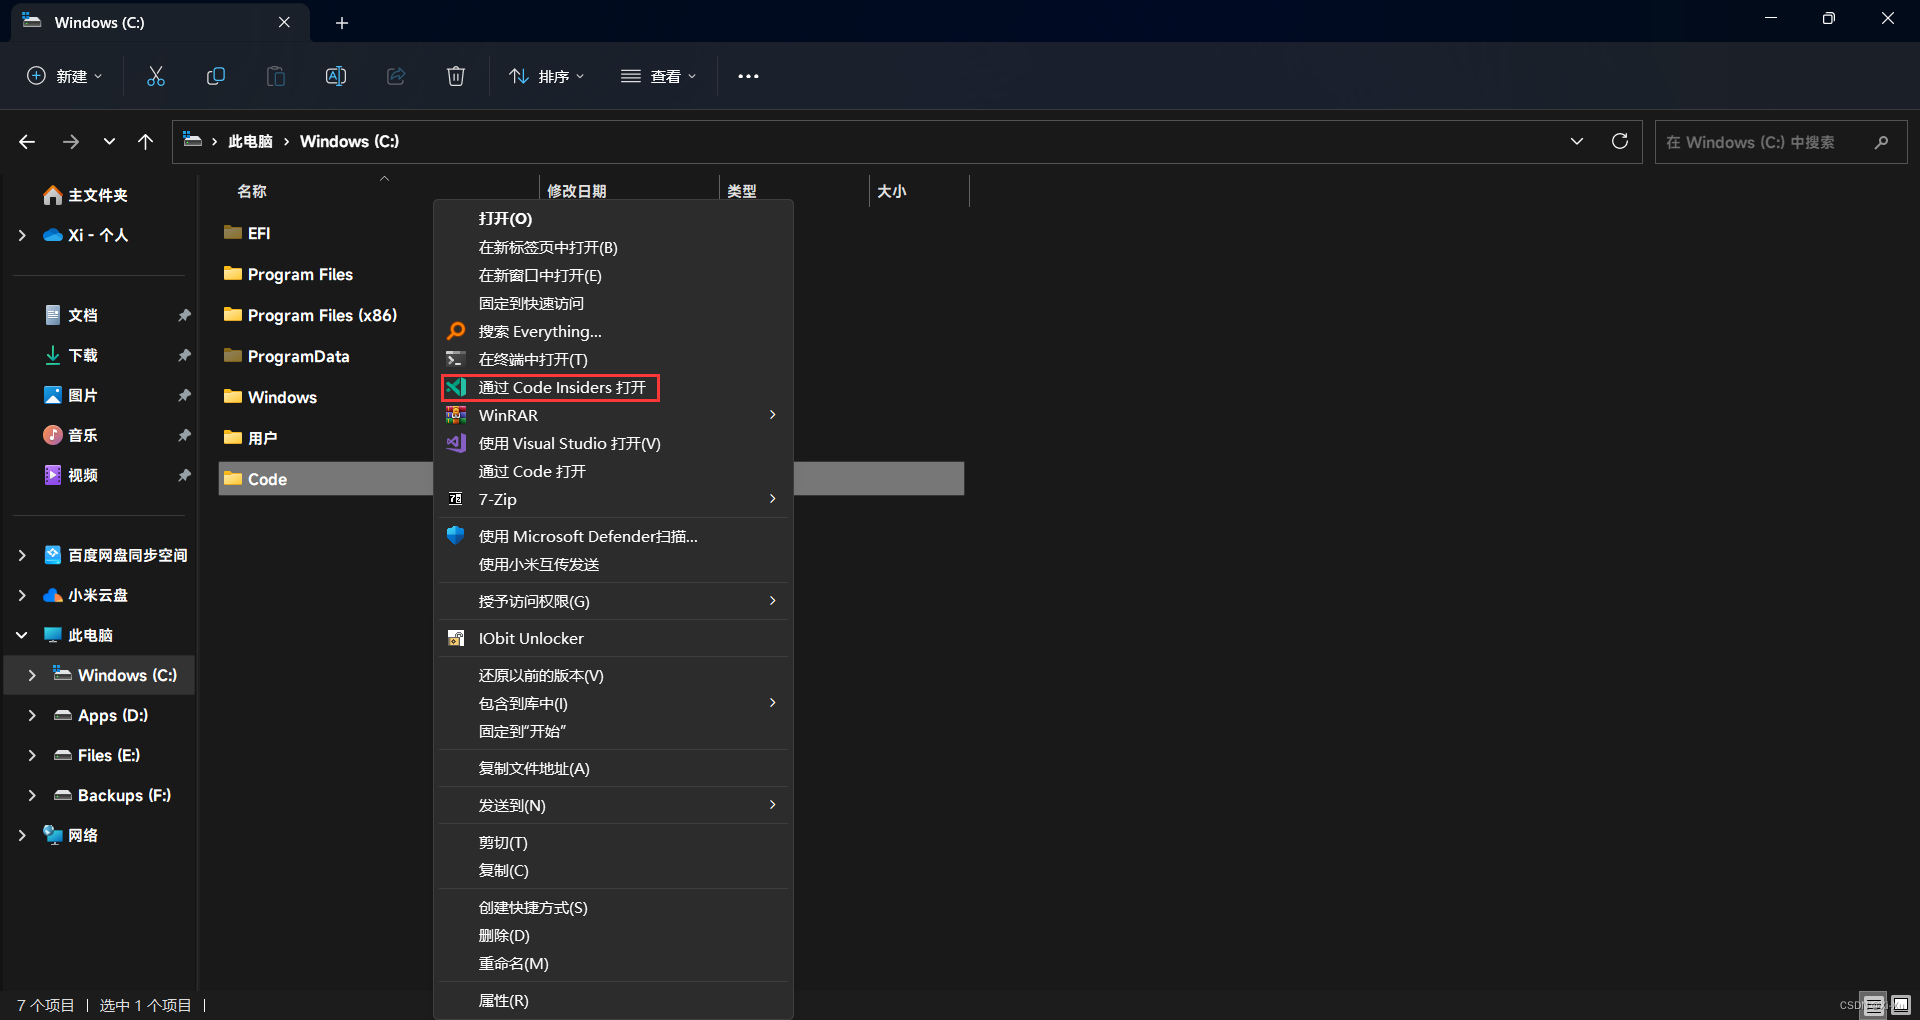 Windows (C:)
新建
排序
查看
此电脑
Windows (C:)
在 Windows (C:) 中搜索
主文件夹
Xi - 个人
文档
下载
图片
音乐
视频
百度网盘同步空间
小米云盘
此电脑
Windows (C:)
Apps (D:)
Files (E:)
Backups (F:)
网络
名称
修改日期
类型
大小
EFI
Program Files
Program Files (x86)
ProgramData
Windows
用户
Code
打开(O)
在新标签页中打开(B)
在新窗口中打开(E)
固定到快速访问
搜索 Everything...
在终端中打开(T)
通过 Code Insiders 打开
WinRAR
使用 Visual Studio 打开(V)
通过 Code 打开
7-Zip
使用 Microsoft Defender扫描...
使用小米互传发送
授予访问权限(G)
IObit Unlocker
还原以前的版本(V)
包含到库中(I)
固定到“开始”
复制文件地址(A)
发送到(N)
剪切(T)
复制(C)
创建快捷方式(S)
删除(D)
重命名(M)
属性(R)
7 个项目
选中 1 个项目